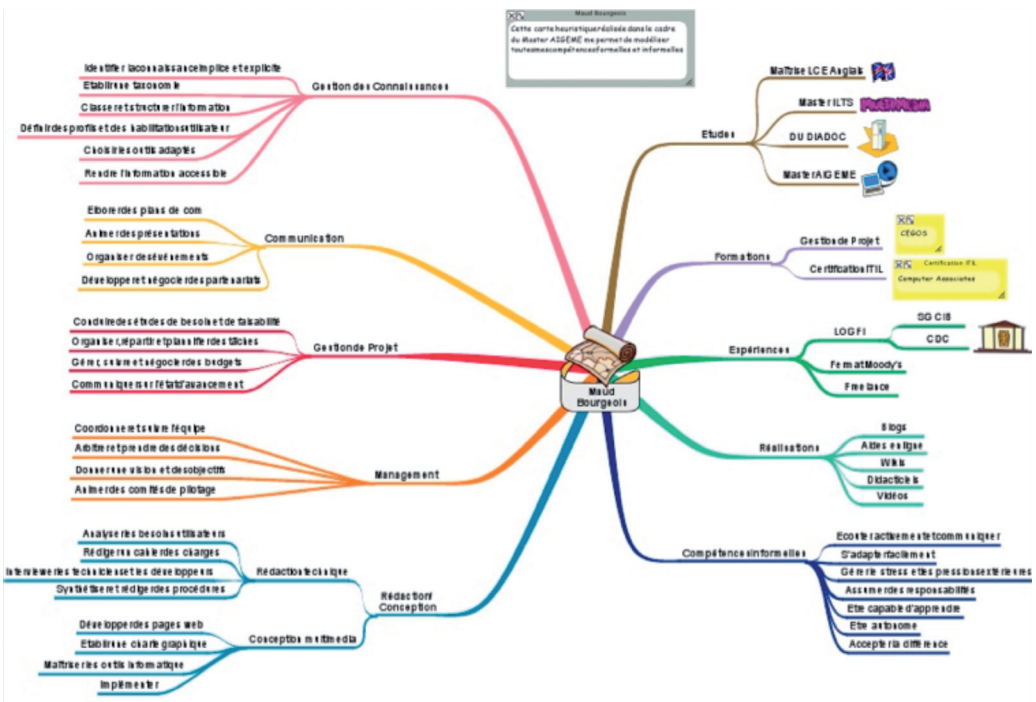 Maud Bourgeois
Cette carte heuristique réalisée dans le cadre
du Master AIGEME me permet de modéliser
toutes mes compétences formelles et informelles
Identifier la connaissance implice et explicite
Etablir une taxonomie
Classer et structurer l'information
Définir des profils et des habilitations utilisateur
Choisir les outils adaptés
Rendre l'information accessible
Gestion des Connaissances
Elborer des plans de com
Animer des présentations
Organiser des événements
Développer et négocier des partenariats
Communication
Conduire des études de besoin et de faisabilité
Organiser, répartir et plannifier des tâches
Gérer, suivre et négocier des budgets
Communiquer sur l'état d'avancement
Gestion de Projet
Coordonner et suivre l'équipe
Arbitrer et prendre des décisions
Donner une vision et des objectifs
Animer des comités de pilotage
Management
Analyser les besoins utilisateurs
Rédiger un cahier des charges
Interviewer les techniciens et les développeurs
Synthétiser et rédiger des procédures
Rédaction technique
Développer des pages web
Etablir une charte graphique
Maîtriser les outils informatique
Implémenter
Conception multimedia
Rédaction/
Conception
Maud
Bourgeois
Etudes
Maîtrise LCE Anglais
Master ILTS
MULTIMEDIA
DU DIADOC
Master AIGEME
Formations
Gestion de Projet
CEGOS
Certification ITIL
Certification ITIL
Computer Associates
Expériences
LOGFI
SG CIB
CDC
Fermat Moody's
Freelance
Réalisations
Blogs
Aides en ligne
Wikis
Didacticiels
Vidéos
Compétences Informelles
Ecouter activement et communiquer
S'adapter facilement
Gérer le stress et les pressions extérieures
Assumer des responsabilités
Etre capable d'apprendre
Etre autonome
Accepter la différence